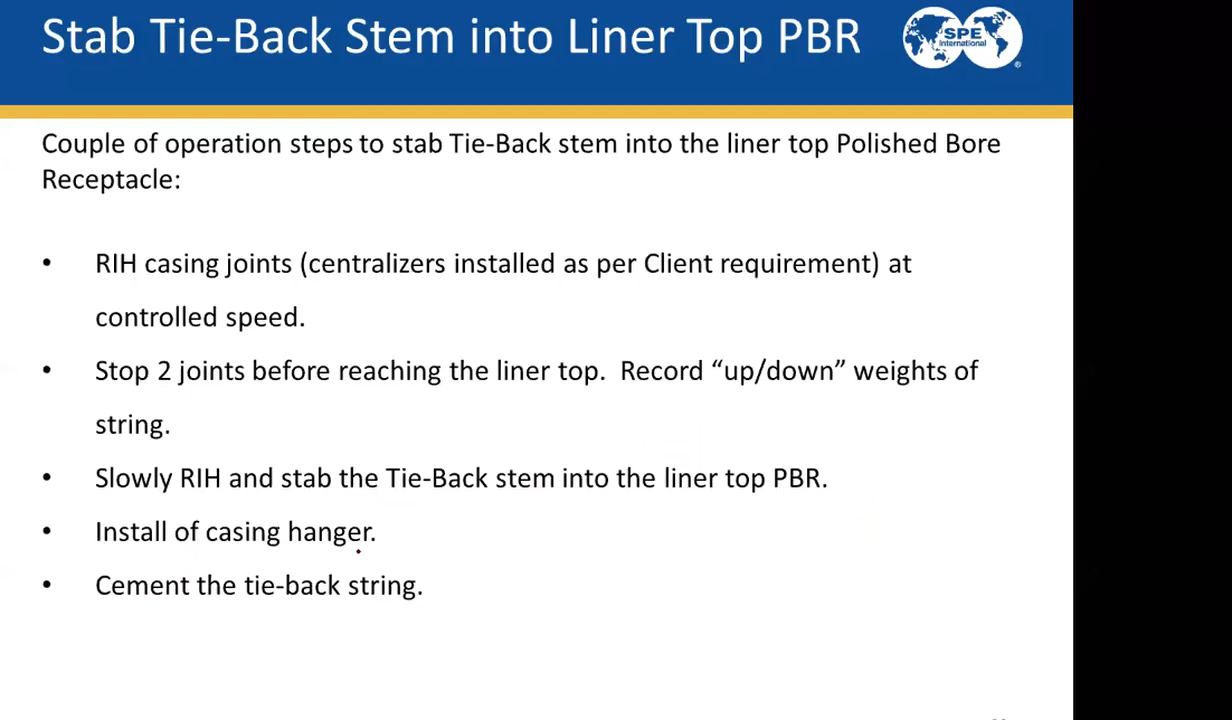 Stab Tie-Back Stem into Liner Top PBR
SPE
International
Couple of operation steps to stab Tie-Back stem into the liner top Polished Bore
Receptacle:
• RIH casing joints (centralizers installed as per Client requirement) at
controlled speed.
• Stop 2 joints before reaching the liner top.  Record “up/down” weights of
string.
• Slowly RIH and stab the Tie-Back stem into the liner top PBR.
• Install of casing hanger.
• Cement the tie-back string.